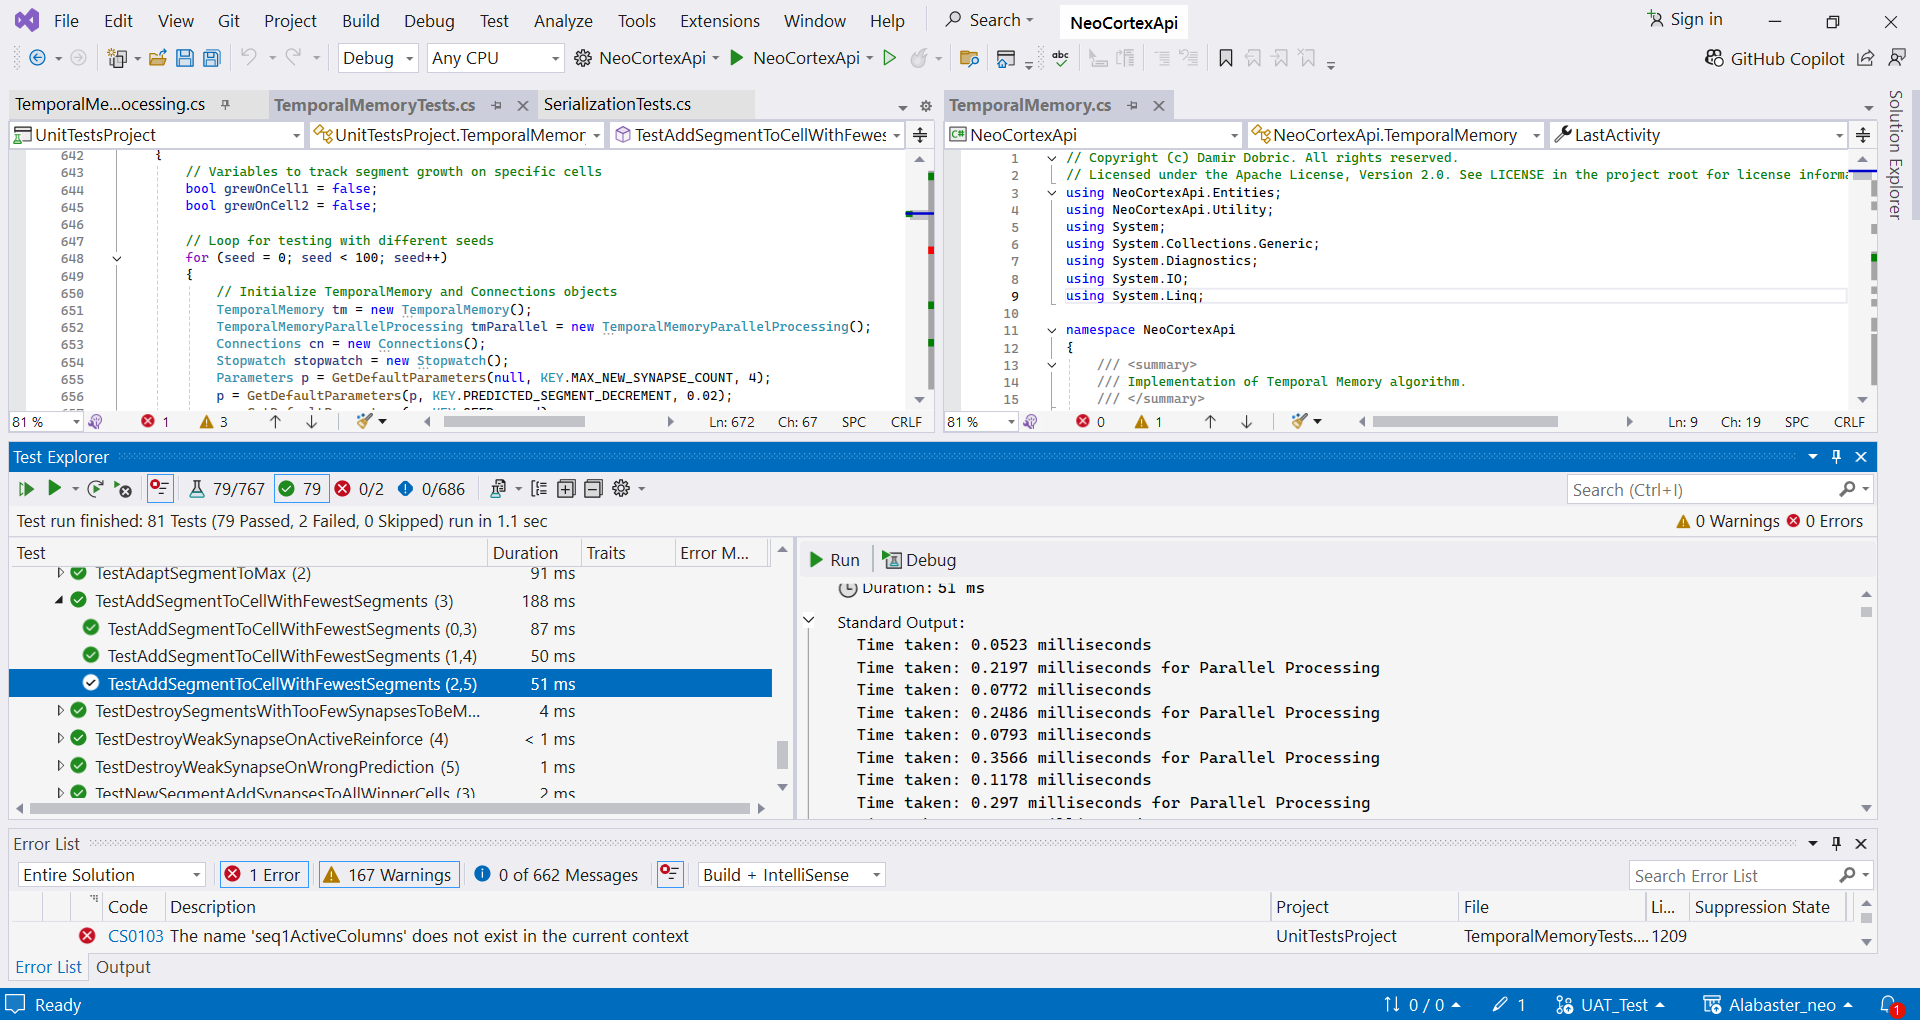 File Edit View Git Project Build Debug Test Analyze Tools Extensions Window Help Search NeoCortexApi Sign in
Debug Any CPU NeoCortexApi NeoCortexApi GitHub Copilot
TemporalMe...ocessing.cs TemporalMemoryTests.cs SerializationTests.cs
UnitTestsProject UnitTestsProject.TemporalMemor TestAddSegmentToCellWithFewes
642 {
643 // Variables to track segment growth on specific cells
644 bool grewOnCell1 = false;
645 bool grewOnCell2 = false;
646
647 // Loop for testing with different seeds
648 for (seed = 0; seed < 100; seed++)
649 {
650 // Initialize TemporalMemory and Connections objects
651 TemporalMemory tm = new TemporalMemory();
652 TemporalMemoryParallelProcessing tmParallel = new TemporalMemoryParallelProcessing();
653 Connections cn = new Connections();
654 Stopwatch stopwatch = new Stopwatch();
655 Parameters p = GetDefaultParameters(null, KEY.MAX_NEW_SYNAPSE_COUNT, 4);
656 p = GetDefaultParameters(p, KEY.PREDICTED_SEGMENT_DECREMENT, 0.02);
81 % 1 3 Ln: 672 Ch: 67 SPC CRLF
TemporalMemory.cs
NeoCortexApi NeoCortexApi.TemporalMemory LastActivity
1 // Copyright (c) Damir Dobric. All rights reserved.
2 // Licensed under the Apache License, Version 2.0. See LICENSE in the project root for license informa
3 using NeoCortexApi.Entities;
4 using NeoCortexApi.Utility;
5 using System;
6 using System.Collections.Generic;
7 using System.Diagnostics;
8 using System.IO;
9 using System.Linq;
10
11 namespace NeoCortexApi
12 {
13 /// <summary>
14 /// Implementation of Temporal Memory algorithm.
15 /// </summary>
81 % 0 1 Ln: 9 Ch: 19 SPC CRLF
Solution Explorer
Test Explorer
79/767 79 0/2 0/686 Search (Ctrl+I)
Test run finished: 81 Tests (79 Passed, 2 Failed, 0 Skipped) run in 1.1 sec 0 Warnings 0 Errors
Test Duration Traits Error M...
TestAdaptSegmentToMax (2) 91 ms
TestAddSegmentToCellWithFewestSegments (3) 188 ms
TestAddSegmentToCellWithFewestSegments (0,3) 87 ms
TestAddSegmentToCellWithFewestSegments (1,4) 50 ms
TestAddSegmentToCellWithFewestSegments (2,5) 51 ms
TestDestroySegmentsWithTooFewSynapsesToBeM... 4 ms
TestDestroyWeakSynapseOnActiveReinforce (4) < 1 ms
TestDestroyWeakSynapseOnWrongPrediction (5) 1 ms
TestNewSegmentAddSynapsesToAllWinnerCells (3) 2 ms
Run Debug
Duration: 51 ms
Standard Output:
Time taken: 0.0523 milliseconds
Time taken: 0.2197 milliseconds for Parallel Processing
Time taken: 0.0772 milliseconds
Time taken: 0.2486 milliseconds for Parallel Processing
Time taken: 0.0793 milliseconds
Time taken: 0.3566 milliseconds for Parallel Processing
Time taken: 0.1178 milliseconds
Time taken: 0.297 milliseconds for Parallel Processing
Error List
Entire Solution 1 Error 167 Warnings 0 of 662 Messages Build + IntelliSense Search Error List
Code Description Project File Li... Suppression State
CS0103 The name 'seq1ActiveColumns' does not exist in the current context UnitTestsProject TemporalMemoryTests.... 1209
Error List Output
Ready 0 / 0 1 UAT_Test Alabaster_neo 1